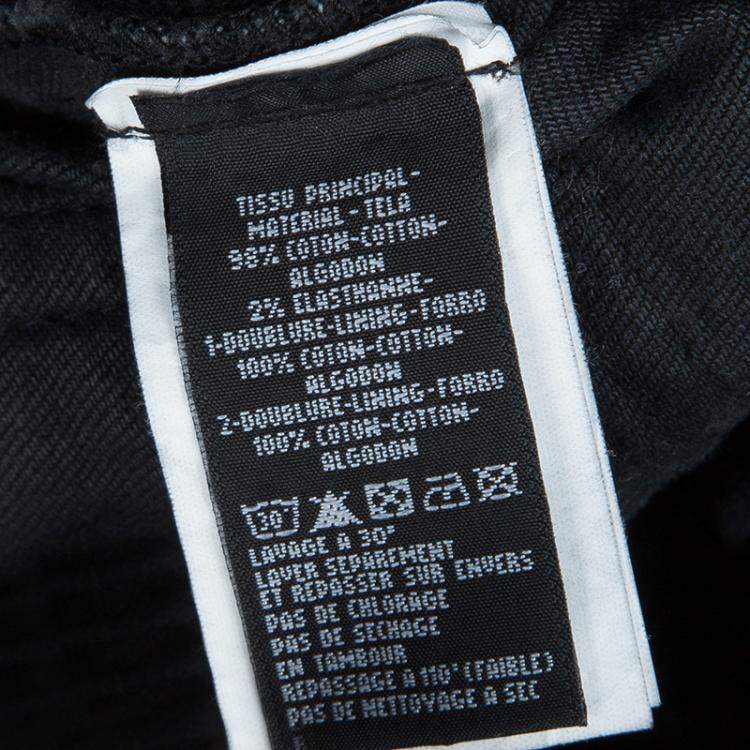 TISSU PRINCIPAL-
MATERIAL-TELA
98% COTON-COTTON-
ALGODON
2% ELASTHANNE-
1-DOUBLURE-LINING-FORRO
100% COTON-COTTON-
ALGODON
2-DOUBLURE-LINING-FORRO
100% COTON-COTTON-
ALGODON
30
LAVAGE A 30°
LAVER SEPAREMENT
ET REPASSER SUR ENVERS
PAS DE CHLORAGE
PAS DE SECHAGE
EN TAMBOUR
REPASSAGE A 110° (FAIBLE)
PAS DE NETTOYAGE A SEC